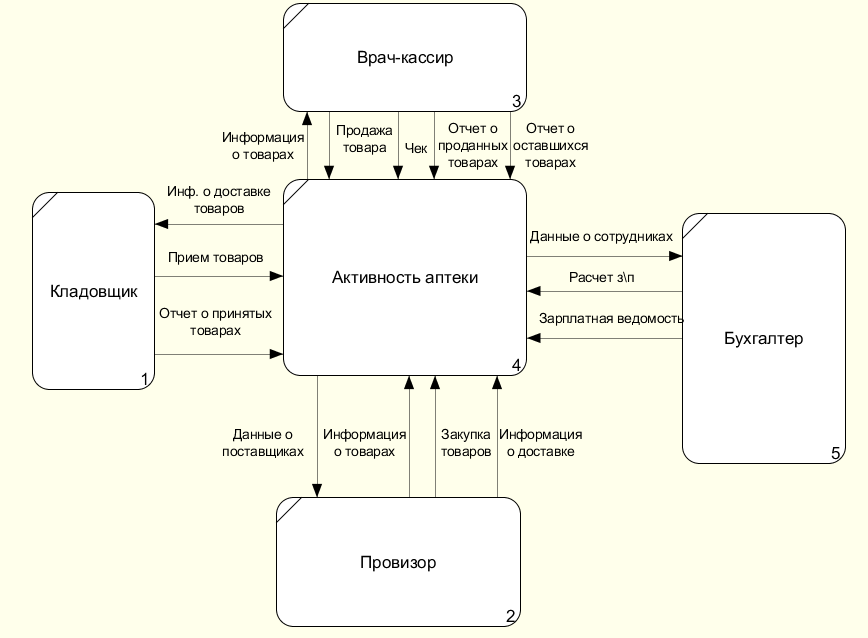 Врач-кассир
3
Информация
о товарах
Продажа
товара
Чек
Отчет о
проданных
товарах
Отчет о
оставшихся
товарах
Инф. о доставке
товаров
Прием товаров
Отчет о принятых
товарах
Кладовщик
1
Активность аптеки
4
Данные о сотрудниках
Расчет з\п
Зарплатная ведомость
Бухгалтер
5
Данные о
поставщиках
Информация
о товарах
Закупка
товаров
Информация
о доставке
Провизор
2